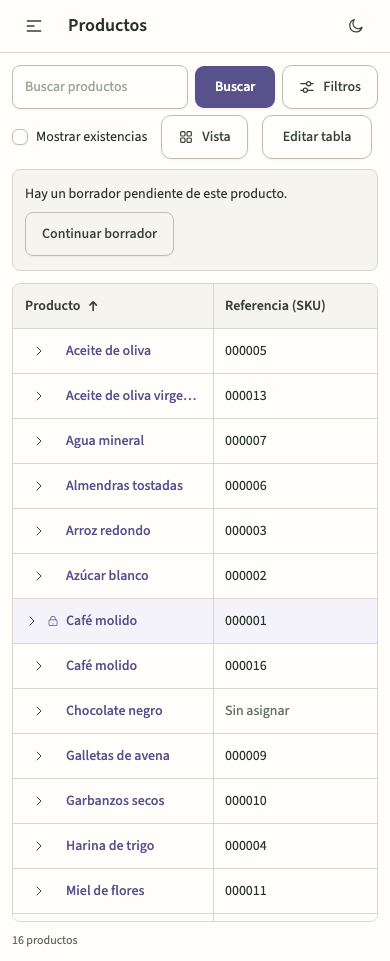 Productos
Buscar productos
Buscar
Filtros
Mostrar existencias
Vista
Editar tabla
Hay un borrador pendiente de este producto.
Continuar borrador
Producto
Referencia (SKU)
Aceite de oliva 000005
Aceite de oliva virge… 000013
Agua mineral 000007
Almendras tostadas 000006
Arroz redondo 000003
Azúcar blanco 000002
Café molido 000001
Café molido 000016
Chocolate negro Sin asignar
Galletas de avena 000009
Garbanzos secos 000010
Harina de trigo 000004
Miel de flores 000011
16 productos